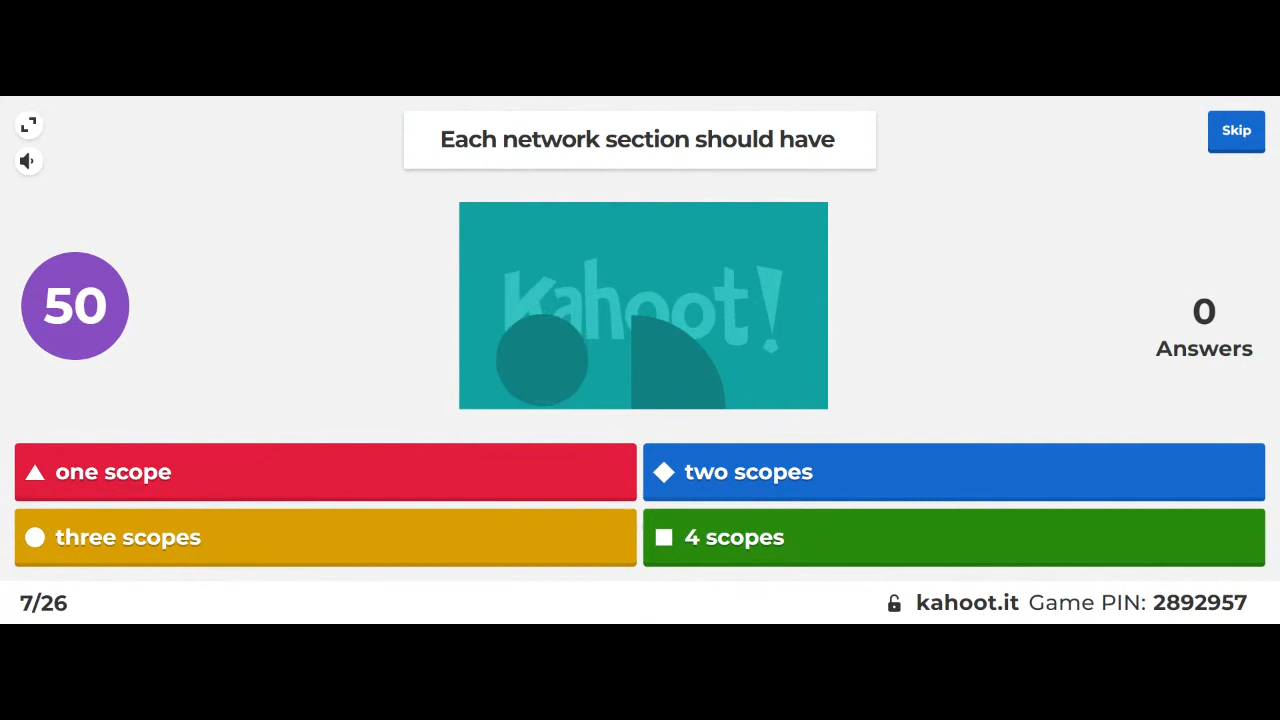 Each network section should have
Skip
50
Kahoot!
0
Answers
one scope
two scopes
three scopes
4 scopes
7/26
kahoot.it Game PIN: 2892957